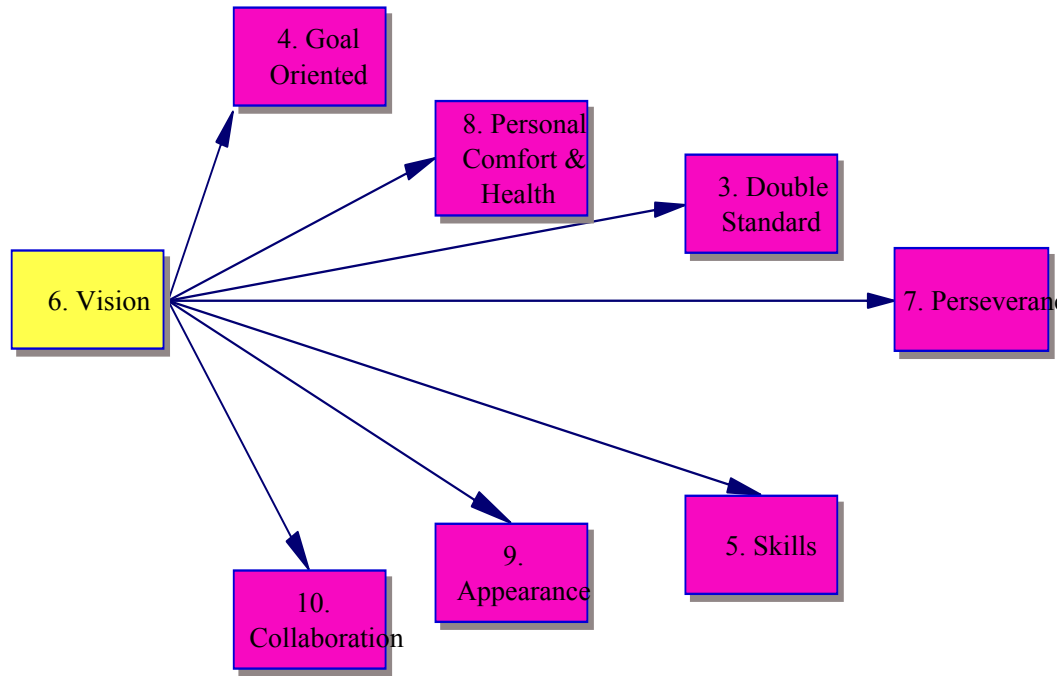 4. Goal
Oriented
8. Personal
Comfort &
Health
3. Double
Standard
6. Vision
7. Perseveranc
5. Skills
9.
Appearance
10.
Collaboration